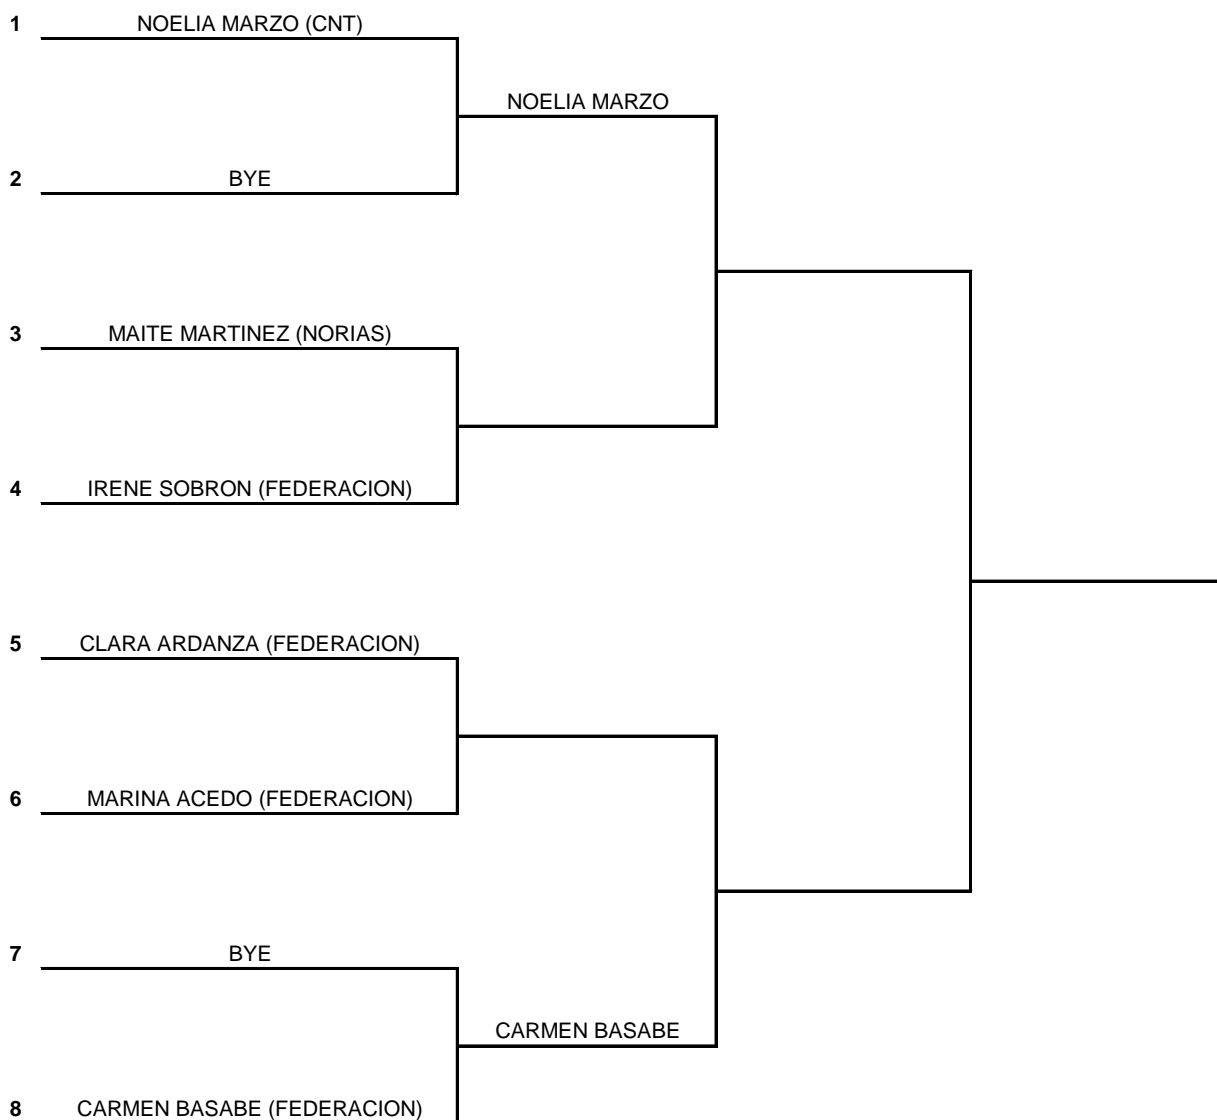 1 NOELIA MARZO (CNT)
NOELIA MARZO
2 BYE
3 MAITE MARTINEZ (NORIAS)
4 IRENE SOBRON (FEDERACION)
5 CLARA ARDANZA (FEDERACION)
6 MARINA ACEDO (FEDERACION)
7 BYE
CARMEN BASABE
8 CARMEN BASABE (FEDERACION)